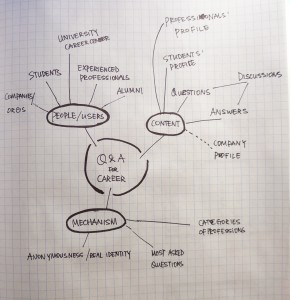 PROFESSIONALS'
PROFILE
UNIVERSITY
CAREER CENTER
STUDENTS'
PROFILE
EXPERIENCED
PROFESSIONALS
STUDENTS
DISCUSSIONS
QUESTIONS
ALUMNI
COMPANIES/
ORGS
ANSWERS
PEOPLE/USERS
CONTENT
COMPANY
PROFILE
Q&A
FOR
CAREER
MECHANISM
CATEGORIES
OF PROFESSIONS
ANONYMOUSNESS/REAL IDENTITY
MOST ASKED
QUESTIONS